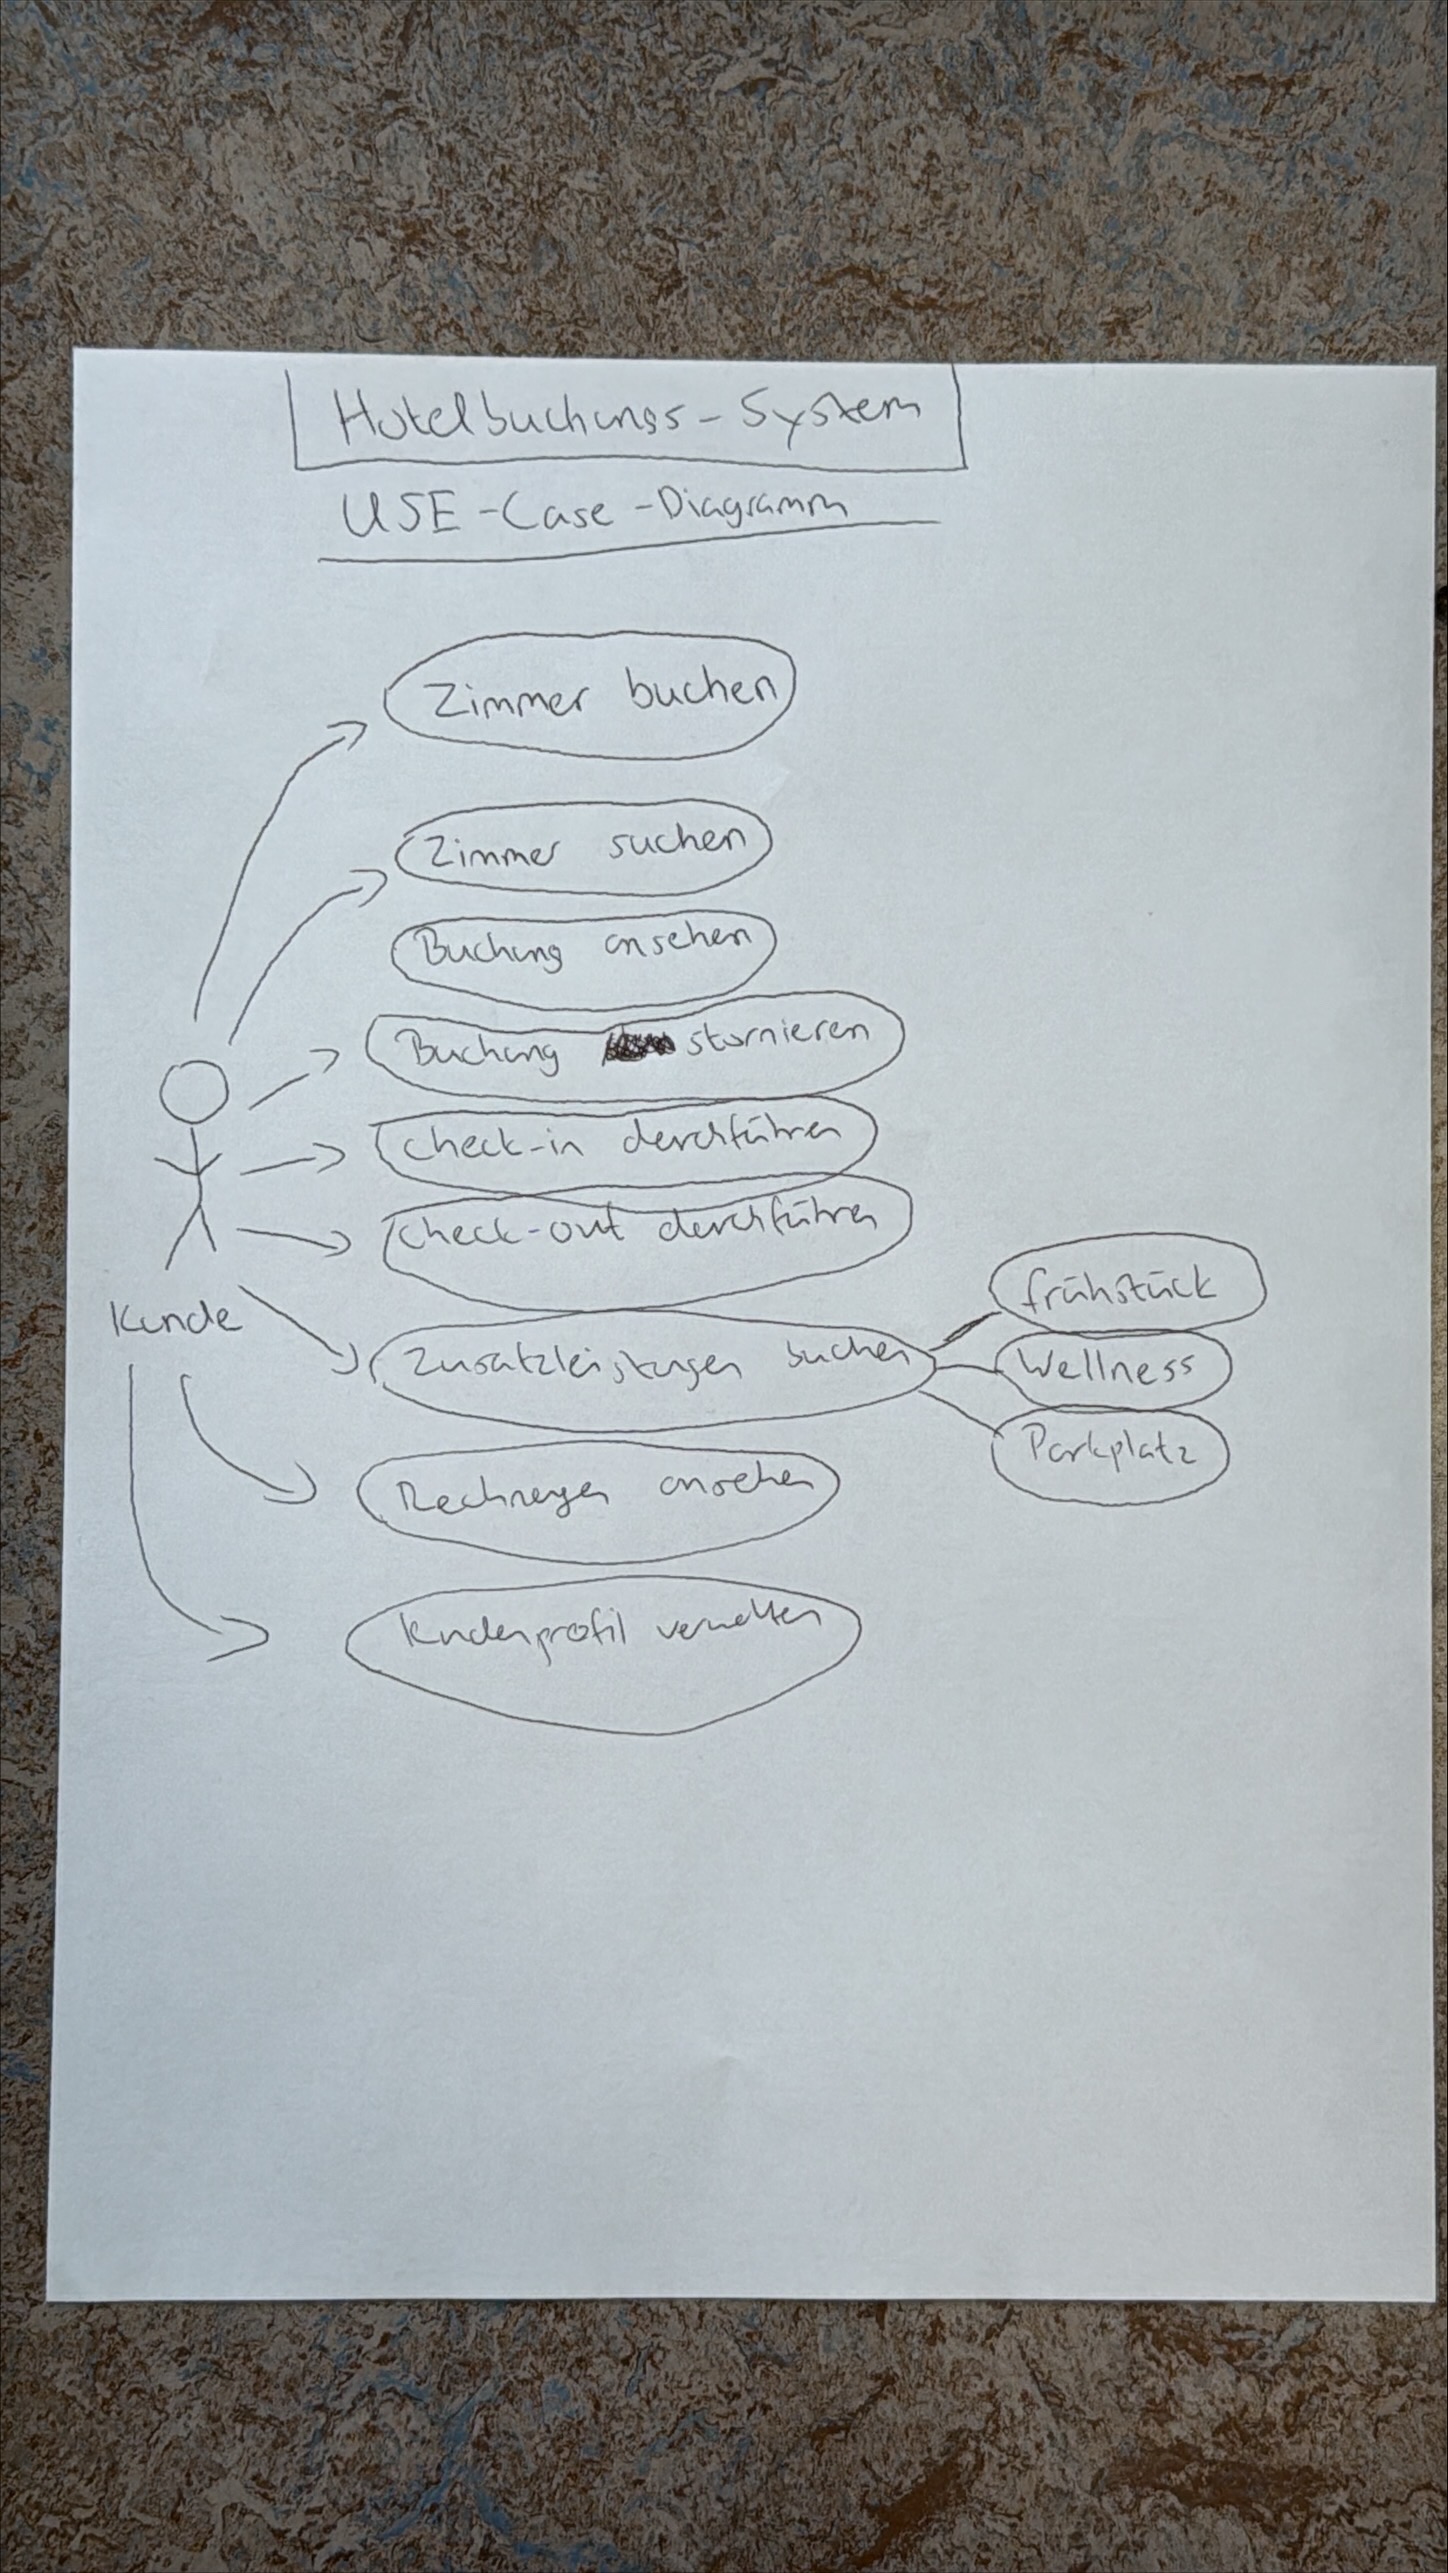 Hotelbuchungs-System
USE-Case-Diagramm
Zimmer buchen
Zimmer suchen
Buchung ansehen
Buchung stornieren
Check-in durchführen
Check-out durchführen
Kunde
Zusatzleistungen buchen
frühstück
Wellness
Parkplatz
Rechnungen ansehen
Kundenprofil verwalten